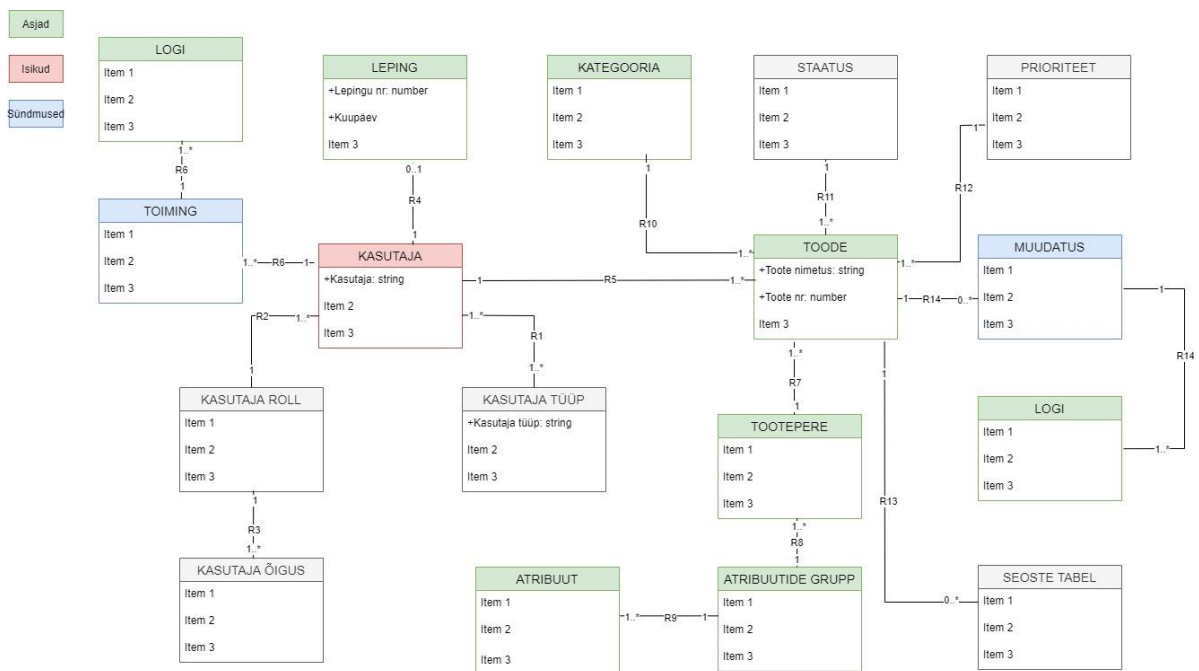 Asjad
Isikud
Sündmused
LOGI
Item 1
Item 2
Item 3
LEPING
+Lepingu nr: number
+Kuupäev
Item 3
KATEGOORIA
Item 1
Item 2
Item 3
STAATUS
Item 1
Item 2
Item 3
PRIORITEET
Item 1
Item 2
Item 3
1..*
R6
1
0..1
R4
1
1
R10
1..*
1
R11
1..*
1
R12
1..*
TOIMING
Item 1
Item 2
Item 3
1..*
R6
1
KASUTAJA
+Kasutaja: string
Item 2
Item 3
1
R5
1..*
TOODE
+Toote nimetus: string
+Toote nr: number
Item 3
1
R14
0..*
MUUDATUS
Item 1
Item 2
Item 3
1
R14
1..*
R2
1..*
1
1..*
R1
1..*
1..*
R7
1
1
R13
0..*
KASUTAJA ROLL
Item 1
Item 2
Item 3
KASUTAJA TÜÜP
+Kasutaja tüüp: string
Item 2
Item 3
TOOTEPERE
Item 1
Item 2
Item 3
LOGI
Item 1
Item 2
Item 3
1
R3
1..*
1..*
R8
1
KASUTAJA ÕIGUS
Item 1
Item 2
Item 3
ATRIBUUT
Item 1
Item 2
Item 3
1..*
R9
1
ATRIBUUTIDE GRUPP
Item 1
Item 2
Item 3
SEOSTE TABEL
Item 1
Item 2
Item 3